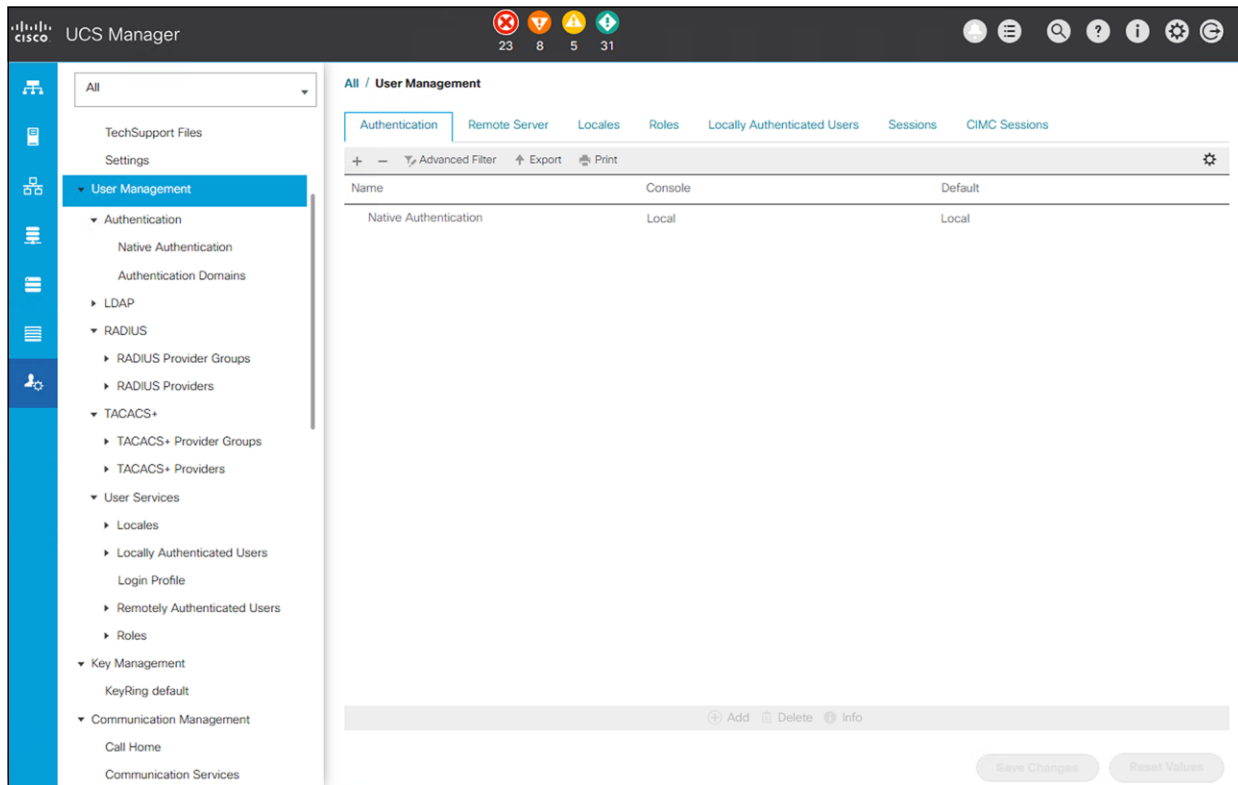 cisco
UCS Manager
23 8 5 31
All
TechSupport Files
Settings
User Management
Authentication
Native Authentication
Authentication Domains
LDAP
RADIUS
RADIUS Provider Groups
RADIUS Providers
TACACS+
TACACS+ Provider Groups
TACACS+ Providers
User Services
Locales
Locally Authenticated Users
Login Profile
Remotely Authenticated Users
Roles
Key Management
KeyRing default
Communication Management
Call Home
Communication Services
All / User Management
Authentication Remote Server Locales Roles Locally Authenticated Users Sessions CIMC Sessions
+ − Advanced Filter Export Print
Name Console Default
Native Authentication Local Local
Add Delete Info
Save Changes Reset Values